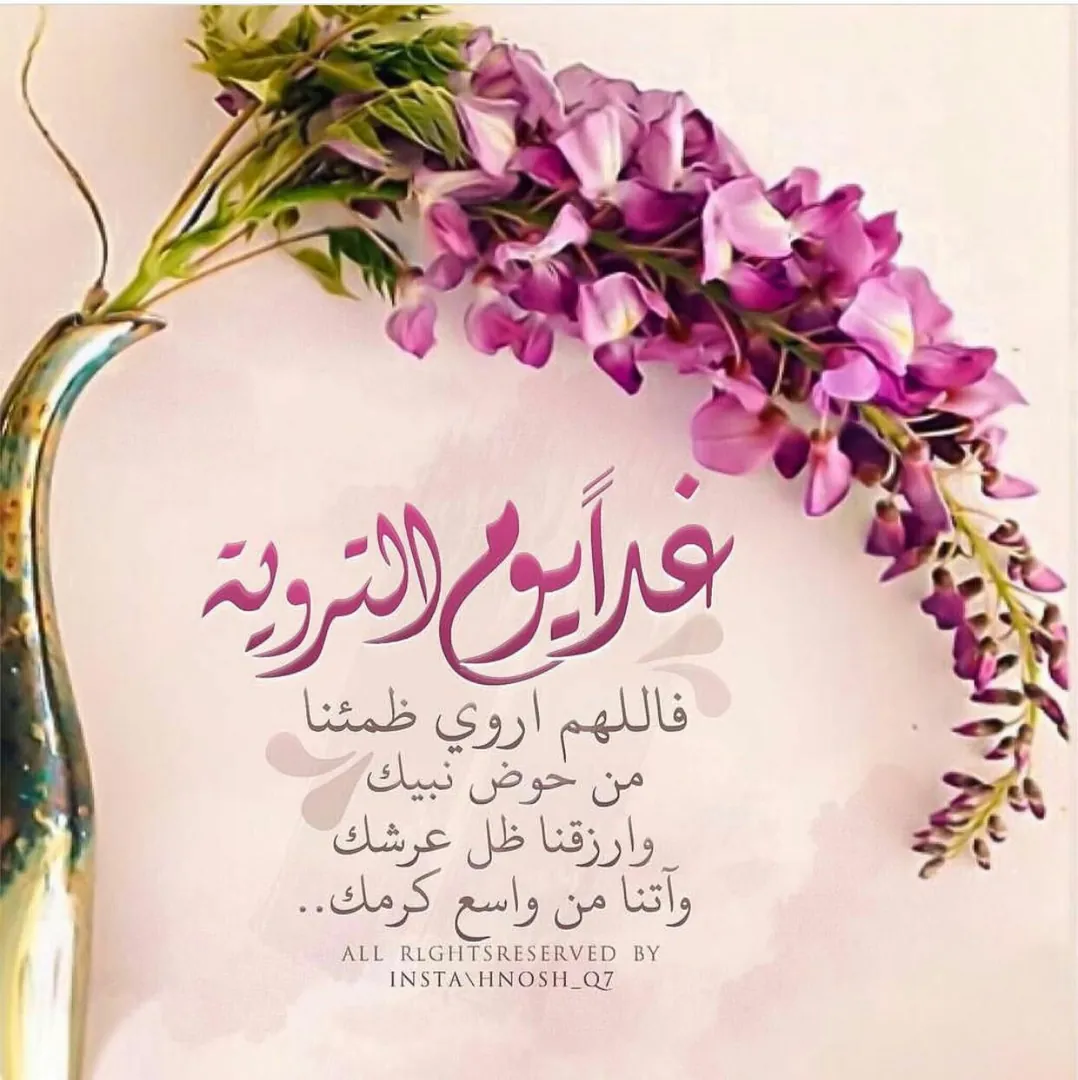 غداً يوم التروية
فاللهم اروي ظمئنا
من حوض نبيك
وارزقنا ظل عرشك
وآتنا من واسع كرمك..
ALL RIGHTSRESERVED BY
INSTA\HNOSH_Q7